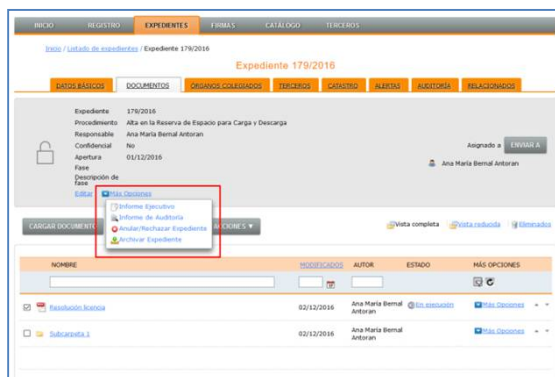 INICIO REGISTRO EXPEDIENTES FIRMAS CATÁLOGO TERCEROS
Inicio / Listado de expedientes / Expediente 179/2016
Expediente 179/2016
DATOS BÁSICOS DOCUMENTOS ÓRGANOS COLEGIADOS TERCEROS CATASTRO ALERTAS AUDITORÍA RELACIONADOS
Expediente 179/2016
Procedimiento Alta en la Reserva de Espacio para Carga y Descarga
Responsable Ana María Bernal Antoran
Confidencial No
Asignado a ENVIAR A
Apertura 01/12/2016
Fase Ana María Bernal Antoran
Descripción de
fase
Editar Más Opciones
Informe Ejecutivo
Informe de Auditoría
CARGAR DOCUMENTO ACCIONES Vista completa Vista reducida Eliminados
Anular/Rechazar Expediente
Archivar Expediente
NOMBRE MODIFICADOS AUTOR ESTADO MÁS OPCIONES
Resolución licencia 02/12/2016 Ana María Bernal Antoran En ejecución Más Opciones
Subcarpeta 1 02/12/2016 Ana María Bernal Antoran Más Opciones